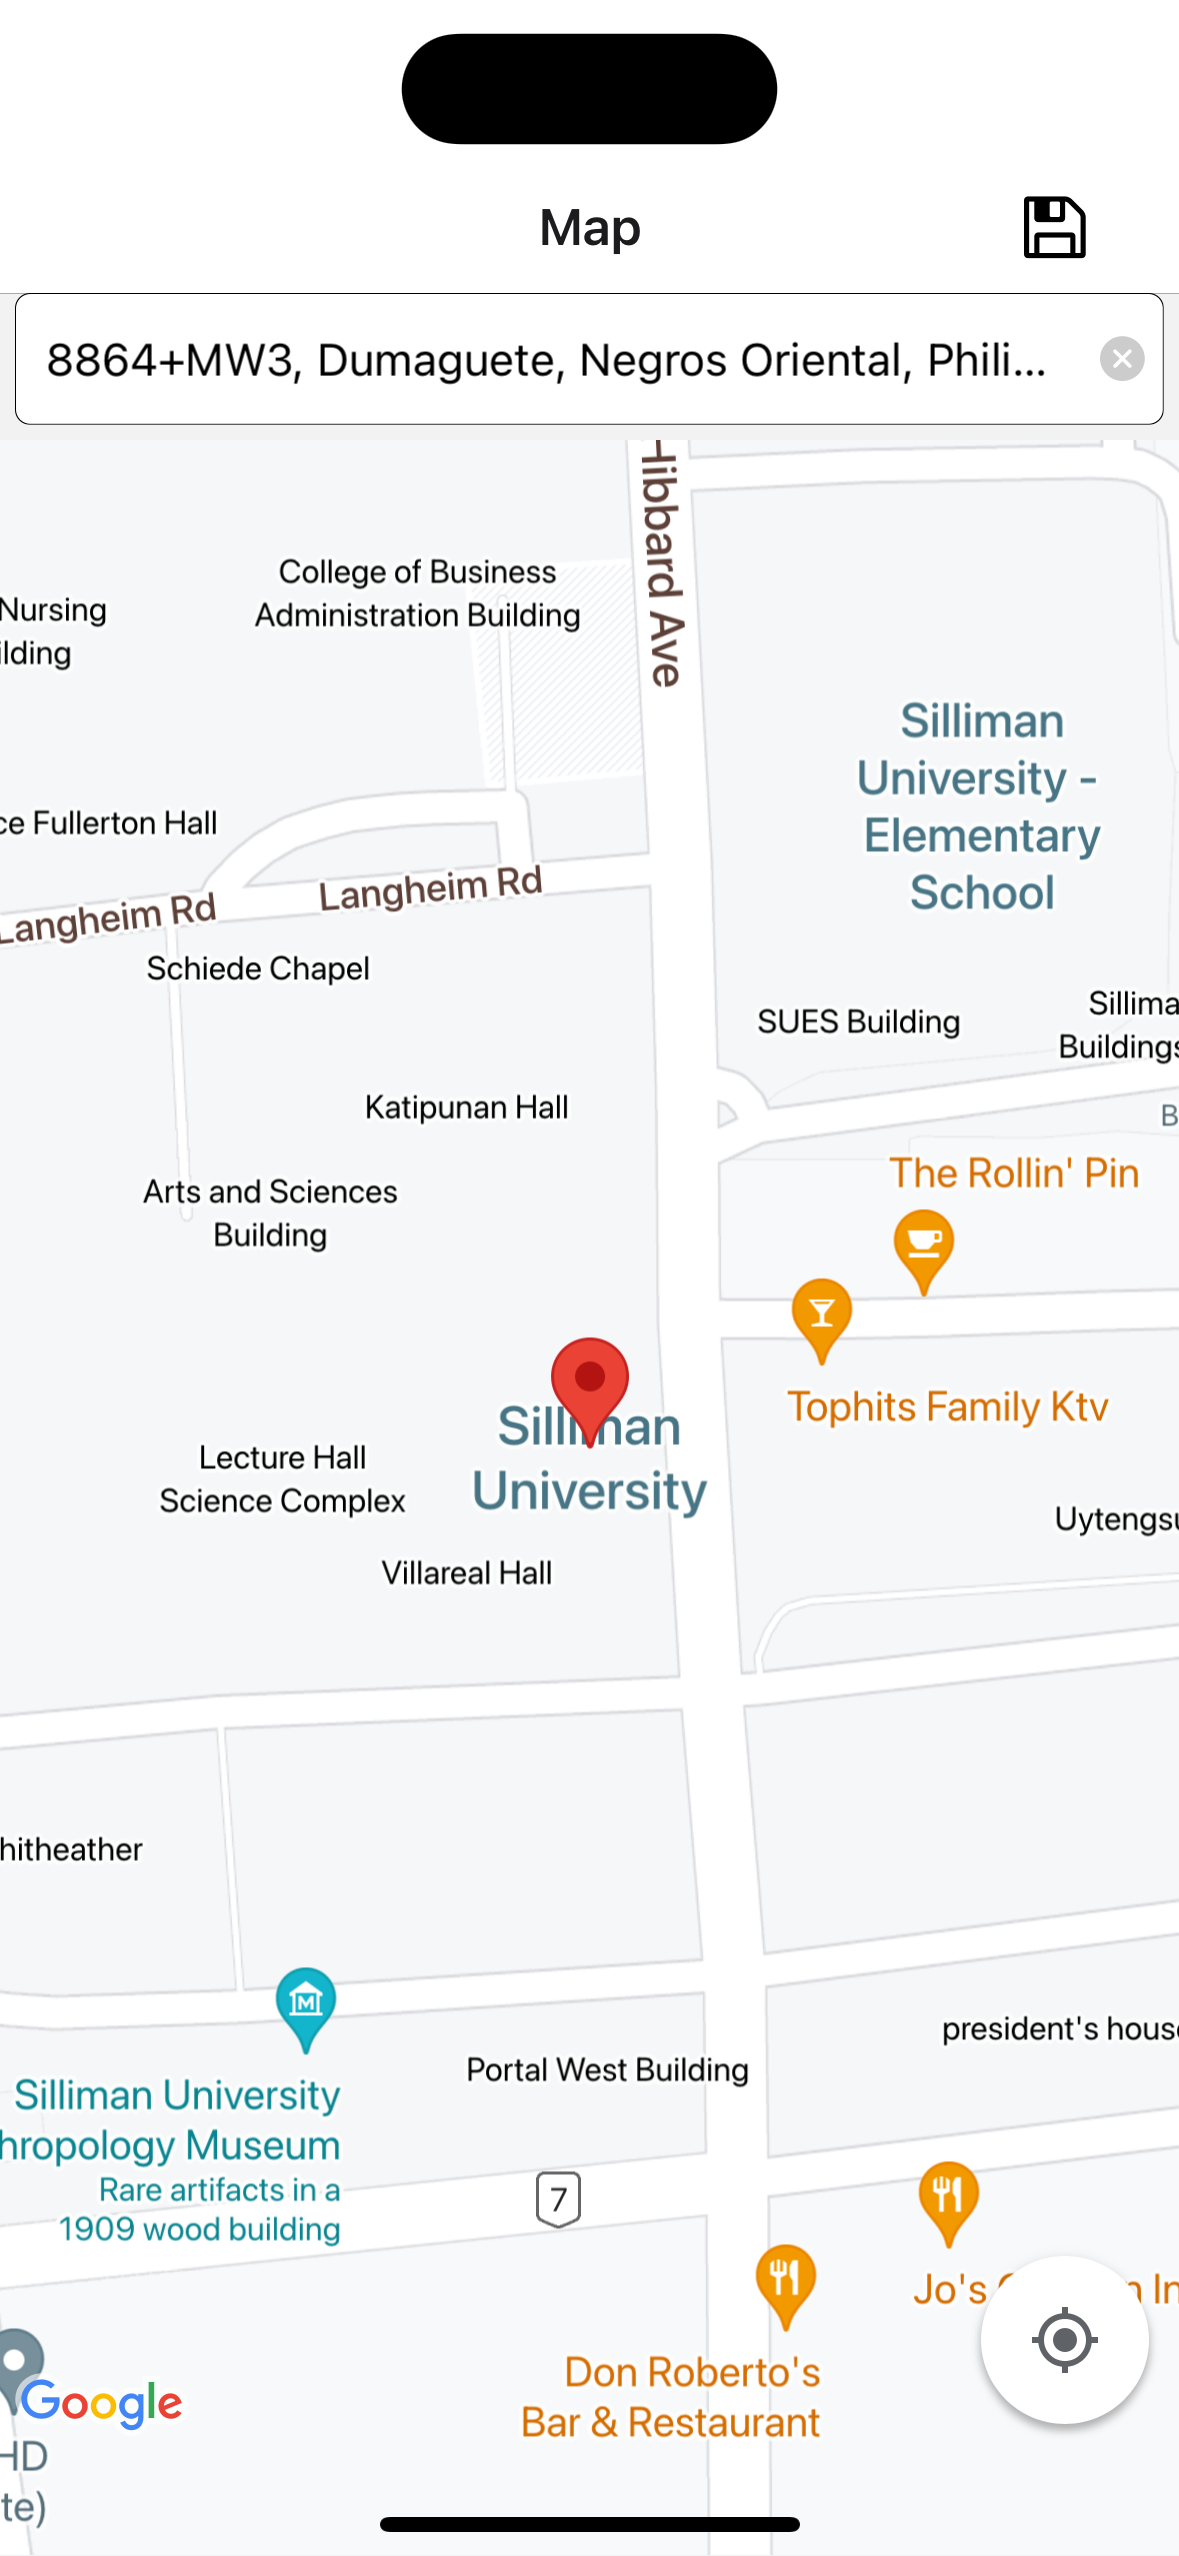 Map
8864+MW3, Dumaguete, Negros Oriental, Phili...
Hibbard Ave
College of Business
Administration Building
Nursing
ilding
Silliman
University -
Elementary
School
ce Fullerton Hall
Langheim Rd
Langheim Rd
Schiede Chapel
SUES Building
Sillima
Buildings
Katipunan Hall
B
The Rollin' Pin
Arts and Sciences
Building
Tophits Family Ktv
Silliman
University
Lecture Hall
Science Complex
Uytengsu
Villareal Hall
hitheather
M
president's house
Portal West Building
Silliman University
hropology Museum
Rare artifacts in a
1909 wood building
7
Jo's
n In
Don Roberto's
Bar & Restaurant
Google
HD
te)